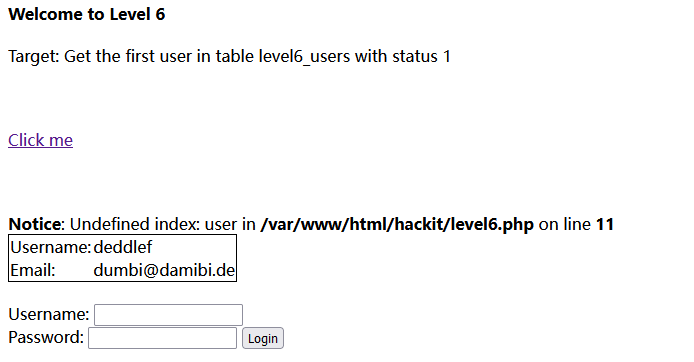 Welcome to Level 6
Target: Get the first user in table level6_users with status 1
Click me
Notice: Undefined index: user in /var/www/html/hackit/level6.php on line 11
Username: deddlef
Email: dumbi@damibi.de
Username:
Password: Login